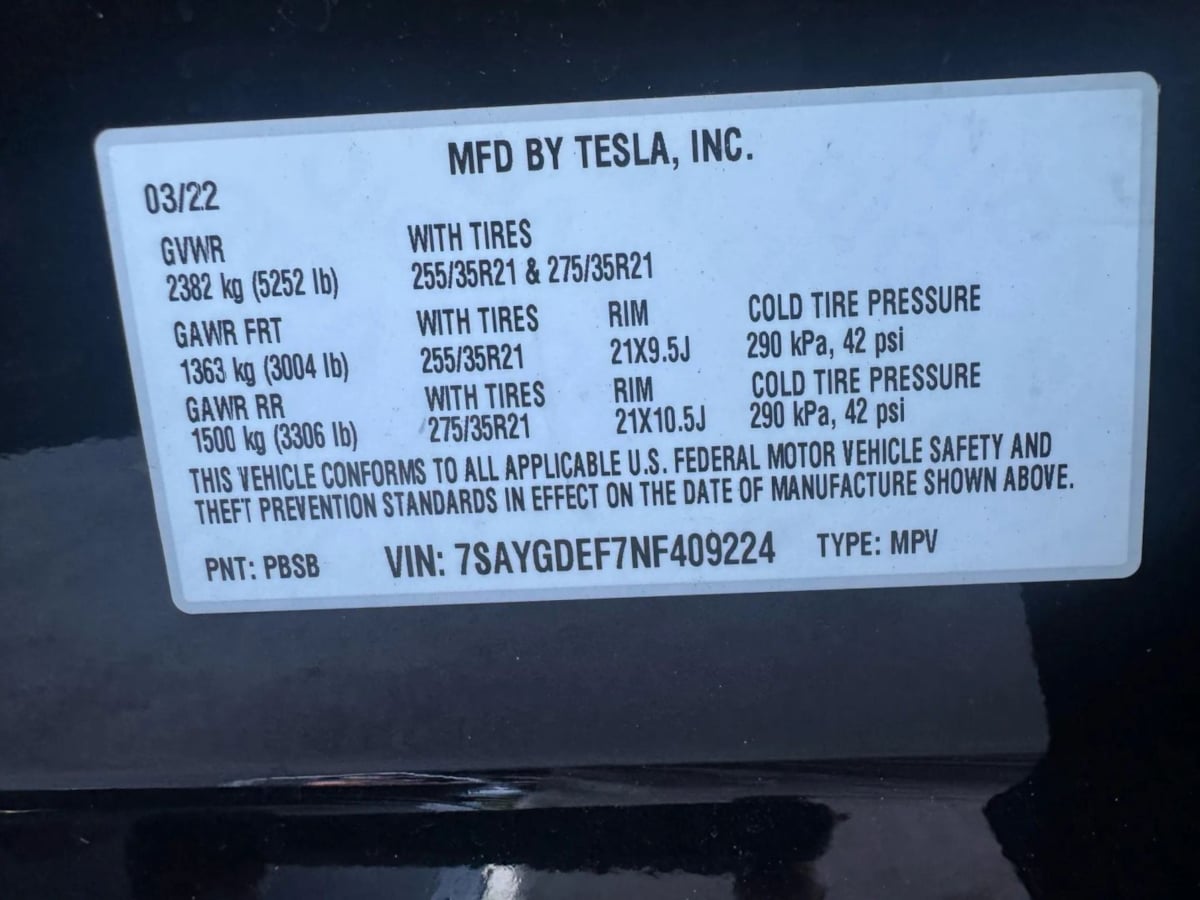 MFD BY TESLA, INC.
03/22
GVWR WITH TIRES
2382 kg (5252 lb) 255/35R21 & 275/35R21
GAWR FRT WITH TIRES RIM COLD TIRE PRESSURE
1363 kg (3004 lb) 255/35R21 21X9.5J 290 kPa, 42 psi
GAWR RR WITH TIRES RIM COLD TIRE PRESSURE
1500 kg (3306 lb) 275/35R21 21X10.5J 290 kPa, 42 psi
THIS VEHICLE CONFORMS TO ALL APPLICABLE U.S. FEDERAL MOTOR VEHICLE SAFETY AND
THEFT PREVENTION STANDARDS IN EFFECT ON THE DATE OF MANUFACTURE SHOWN ABOVE.
PNT: PBSB VIN: 7SAYGDEF7NF409224 TYPE: MPV